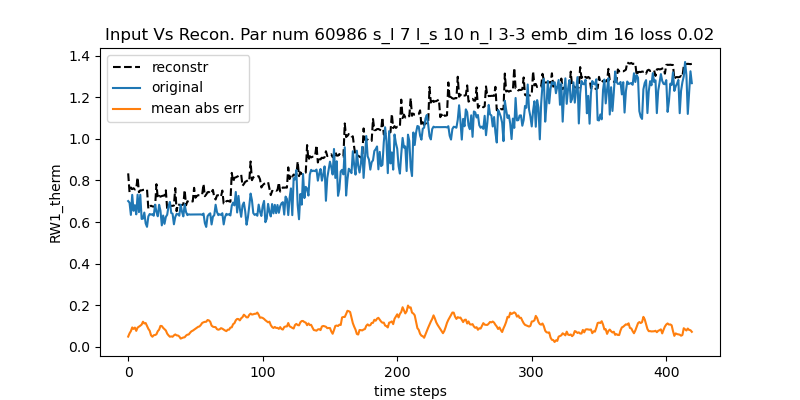 Input Vs Recon. Par num 60986 s_l 7 l_s 10 n_l 3-3 emb_dim 16 loss 0.02
reconstr
original
mean abs err
RW1_therm
1.4
1.2
1.0
0.8
0.6
0.4
0.2
0.0
0 100 200 300 400
time steps